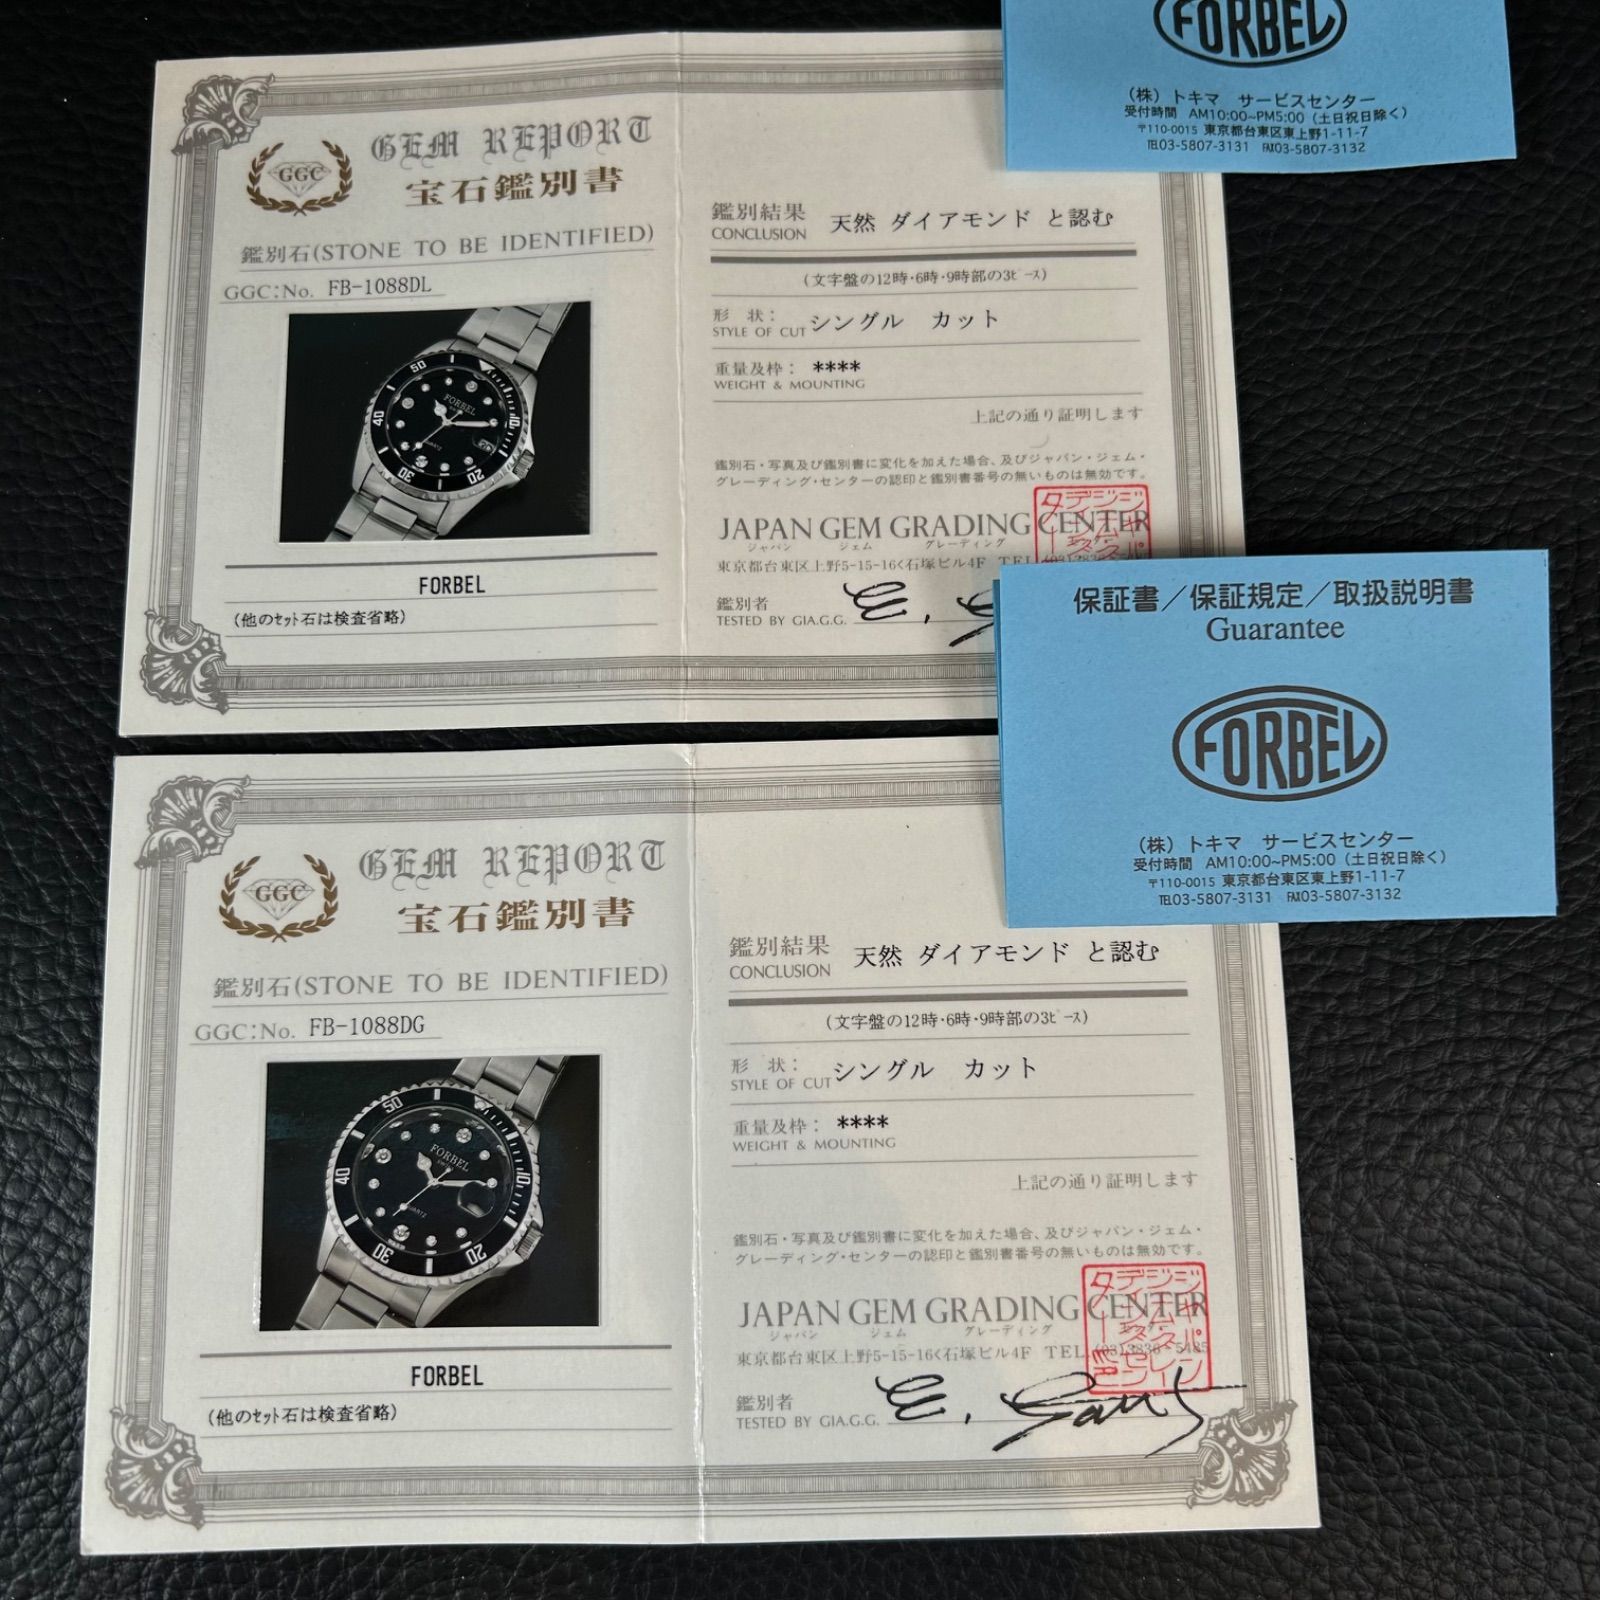 GEM REPORT
宝石鑑別書
GGC
鑑別石(STONE TO BE IDENTIFIED)
GGC:No. FB-1088DL
FORBEL
FORBEL
(他のセット石は検査省略)
鑑別結果 天然 ダイアモンド と認む
CONCLUSION
(文字盤の12時・6時・9時部の3ピース)
形 状: シングル カット
STYLE OF CUT
重量及枠: ****
WEIGHT & MOUNTING
上記の通り証明します
鑑別石・写真及び鑑別書に変化を加えた場合、及びジャパン・ジェム・
グレーディング・センターの認印と鑑別書番号の無いものは無効です。
JAPAN GEM GRADING CENTER
ジャパン ジェム グレーディング
東京都台東区上野5-15-16く石塚ビル4F TEL
鑑別者
TESTED BY GIA.G.G.
FORBEL
(株)トキマ サービスセンター
受付時間 AM10:00~PM5:00(土日祝日除く)
〒110-0015 東京都台東区東上野1-11-7
TEL03-5807-3131 FAX03-5807-3132
保証書/保証規定/取扱説明書
Guarantee
FORBEL
(株)トキマ サービスセンター
受付時間 AM10:00~PM5:00(土日祝日除く)
〒110-0015 東京都台東区東上野1-11-7
TEL03-5807-3131 FAX03-5807-3132
GEM REPORT
宝石鑑別書
GGC
鑑別石(STONE TO BE IDENTIFIED)
GGC:No. FB-1088DG
FORBEL
FORBEL
(他のセット石は検査省略)
鑑別結果 天然 ダイアモンド と認む
CONCLUSION
(文字盤の12時・6時・9時部の3ピース)
形 状: シングル カット
STYLE OF CUT
重量及枠: ****
WEIGHT & MOUNTING
上記の通り証明します
鑑別石・写真及び鑑別書に変化を加えた場合、及びジャパン・ジェム・
グレーディング・センターの認印と鑑別書番号の無いものは無効です。
JAPAN GEM GRADING CENTER
ジャパン ジェム グレーディング
東京都台東区上野5-15-16く石塚ビル4F TEL (03)3836-5485
鑑別者
TESTED BY GIA.G.G.